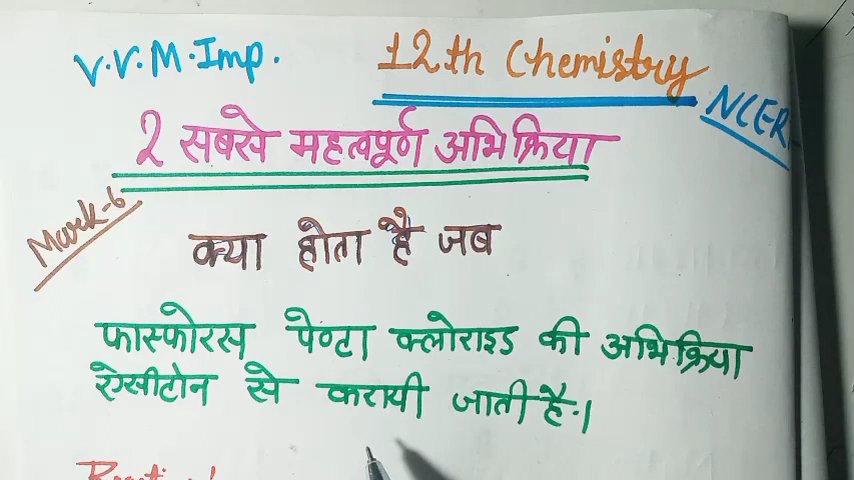 V.V.M.Imp. 12th Chemistry
NCER
2 सबसे महत्वपूर्ण अभिक्रिया
Mark-6
क्या होता है जब
फास्फोरस पेण्टा क्लोराइड की अभिक्रिया
ऐसीटोन से करायी जाती है।